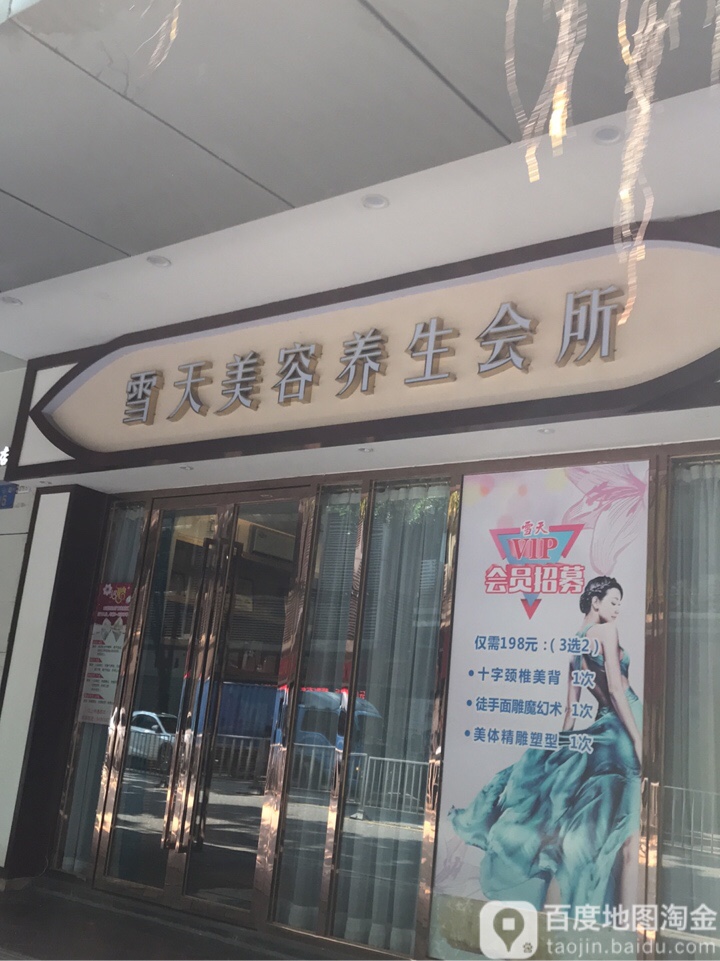 雪天美容养生会所
雪天
VIP
会员招募
仅需198元:(3选2)
•十字颈椎美背 1次
•徒手面雕魔幻术 1次
•美体精雕塑型 1次
百度地图淘金
taojin.baidu.com